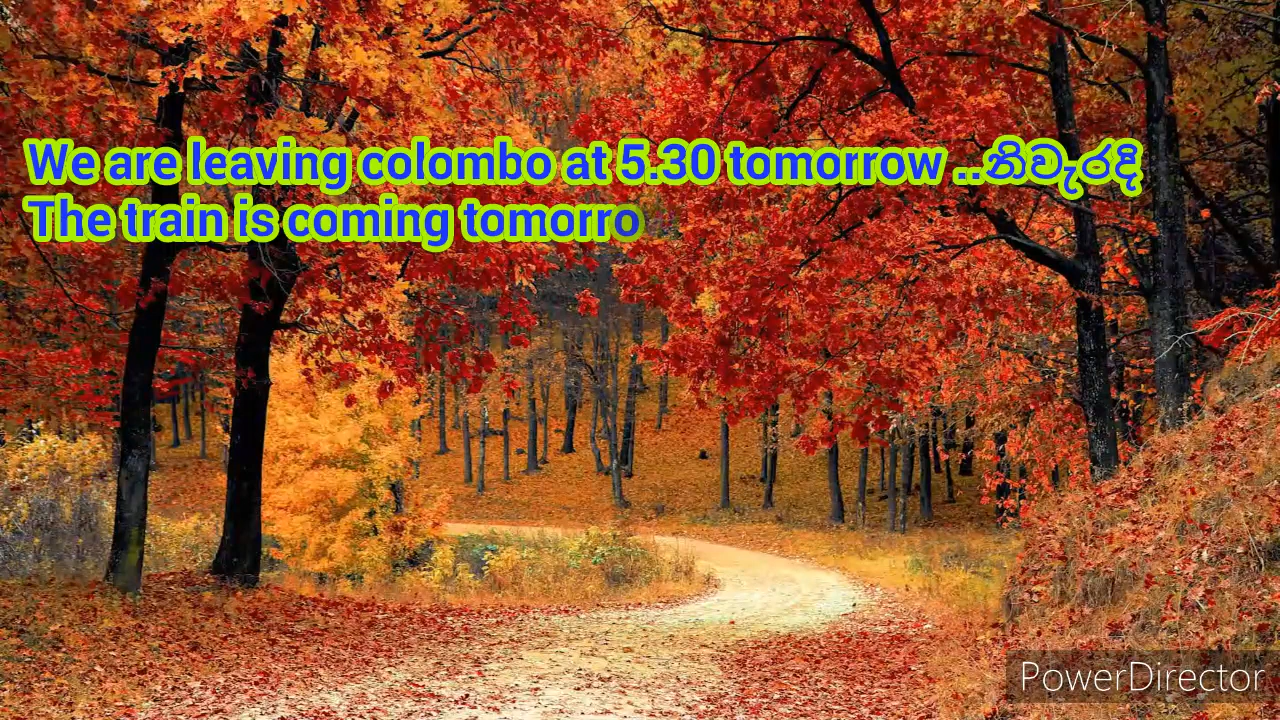 We are leaving colombo at 5.30 tomorrow ..නිවැරදි
The train is coming tomorro
PowerDirector